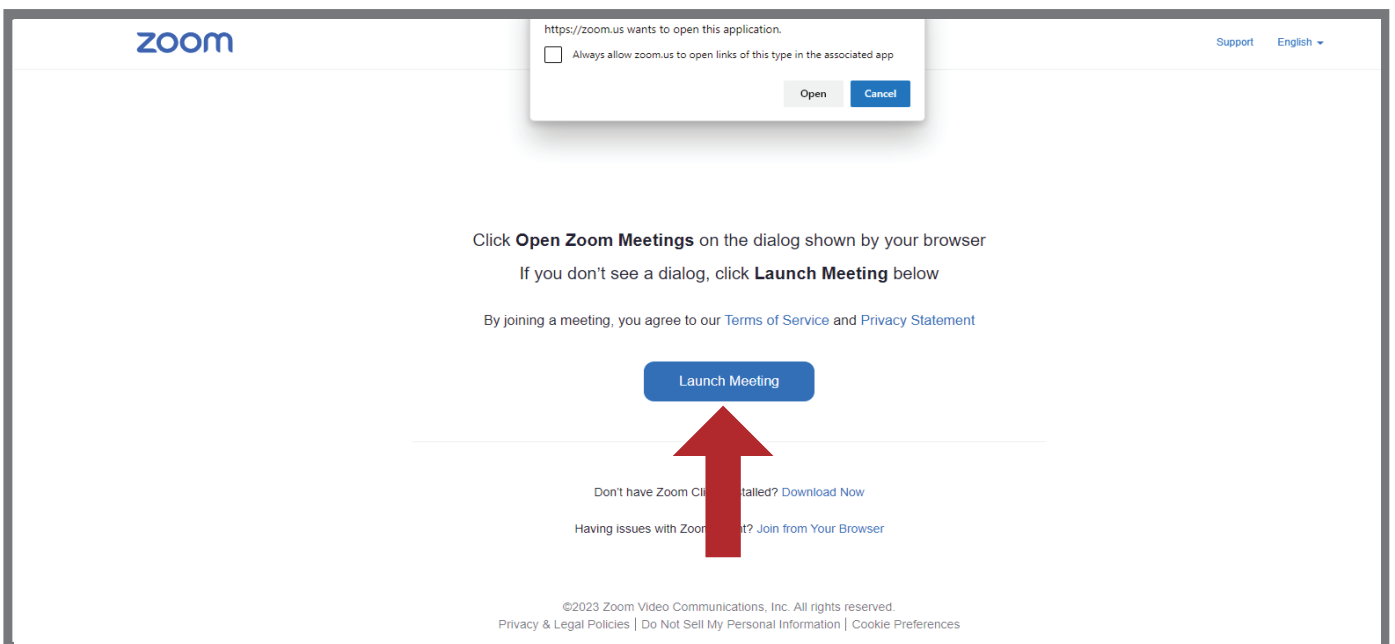 zoom
https://zoom.us wants to open this application.
Always allow zoom.us to open links of this type in the associated app
Open Cancel
Support English
Click Open Zoom Meetings on the dialog shown by your browser
If you don't see a dialog, click Launch Meeting below
By joining a meeting, you agree to our Terms of Service and Privacy Statement
Launch Meeting
Don't have Zoom Cli talled? Download Now
Having issues with Zoo t? Join from Your Browser
©2023 Zoom Video Communications, Inc. All rights reserved.
Privacy & Legal Policies | Do Not Sell My Personal Information | Cookie Preferences